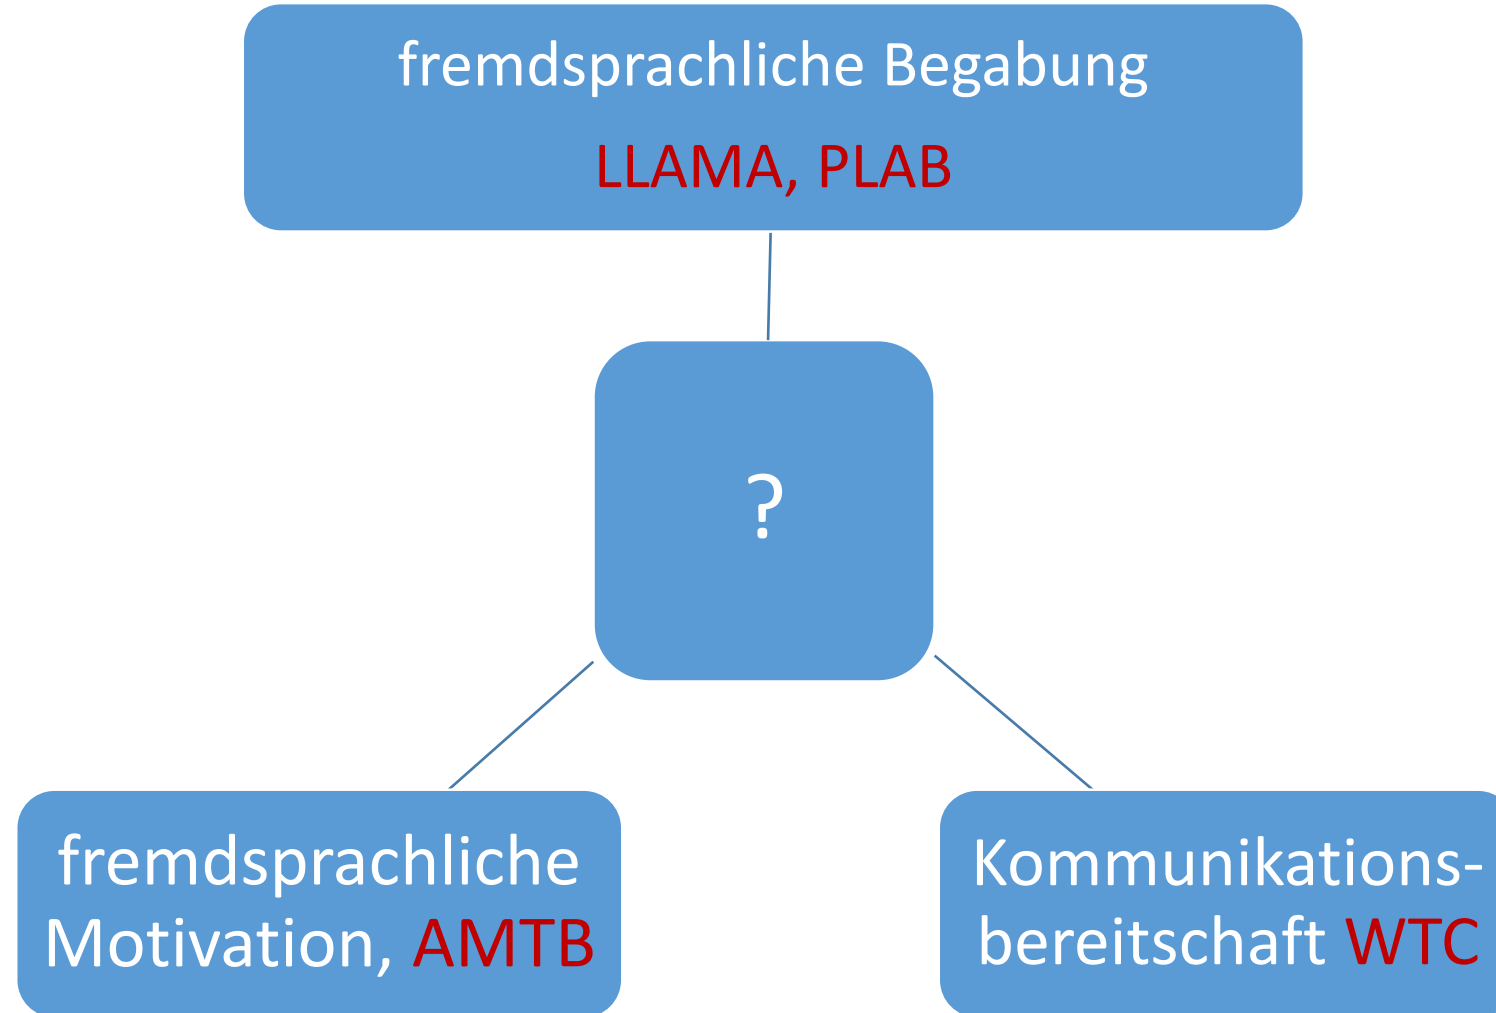 fremdsprachliche Begabung
LLAMA, PLAB
?
fremdsprachliche
Motivation, AMTB
Kommunikations-
bereitschaft WTC